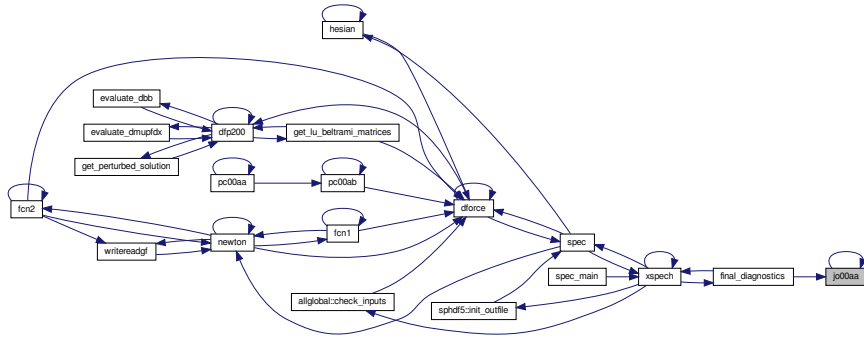 hesian
evaluate_dbb
evaluate_dmupfdx
dfp200
get_lu_beltrami_matrices
get_perturbed_solution
pc00aa
pc00ab
fcn2
dforce
fcn1
newton
spec
writereadgf
spec_main
xspech
final_diagnostics
jo00aa
allglobal::check_inputs
sphdf5::init_outfile